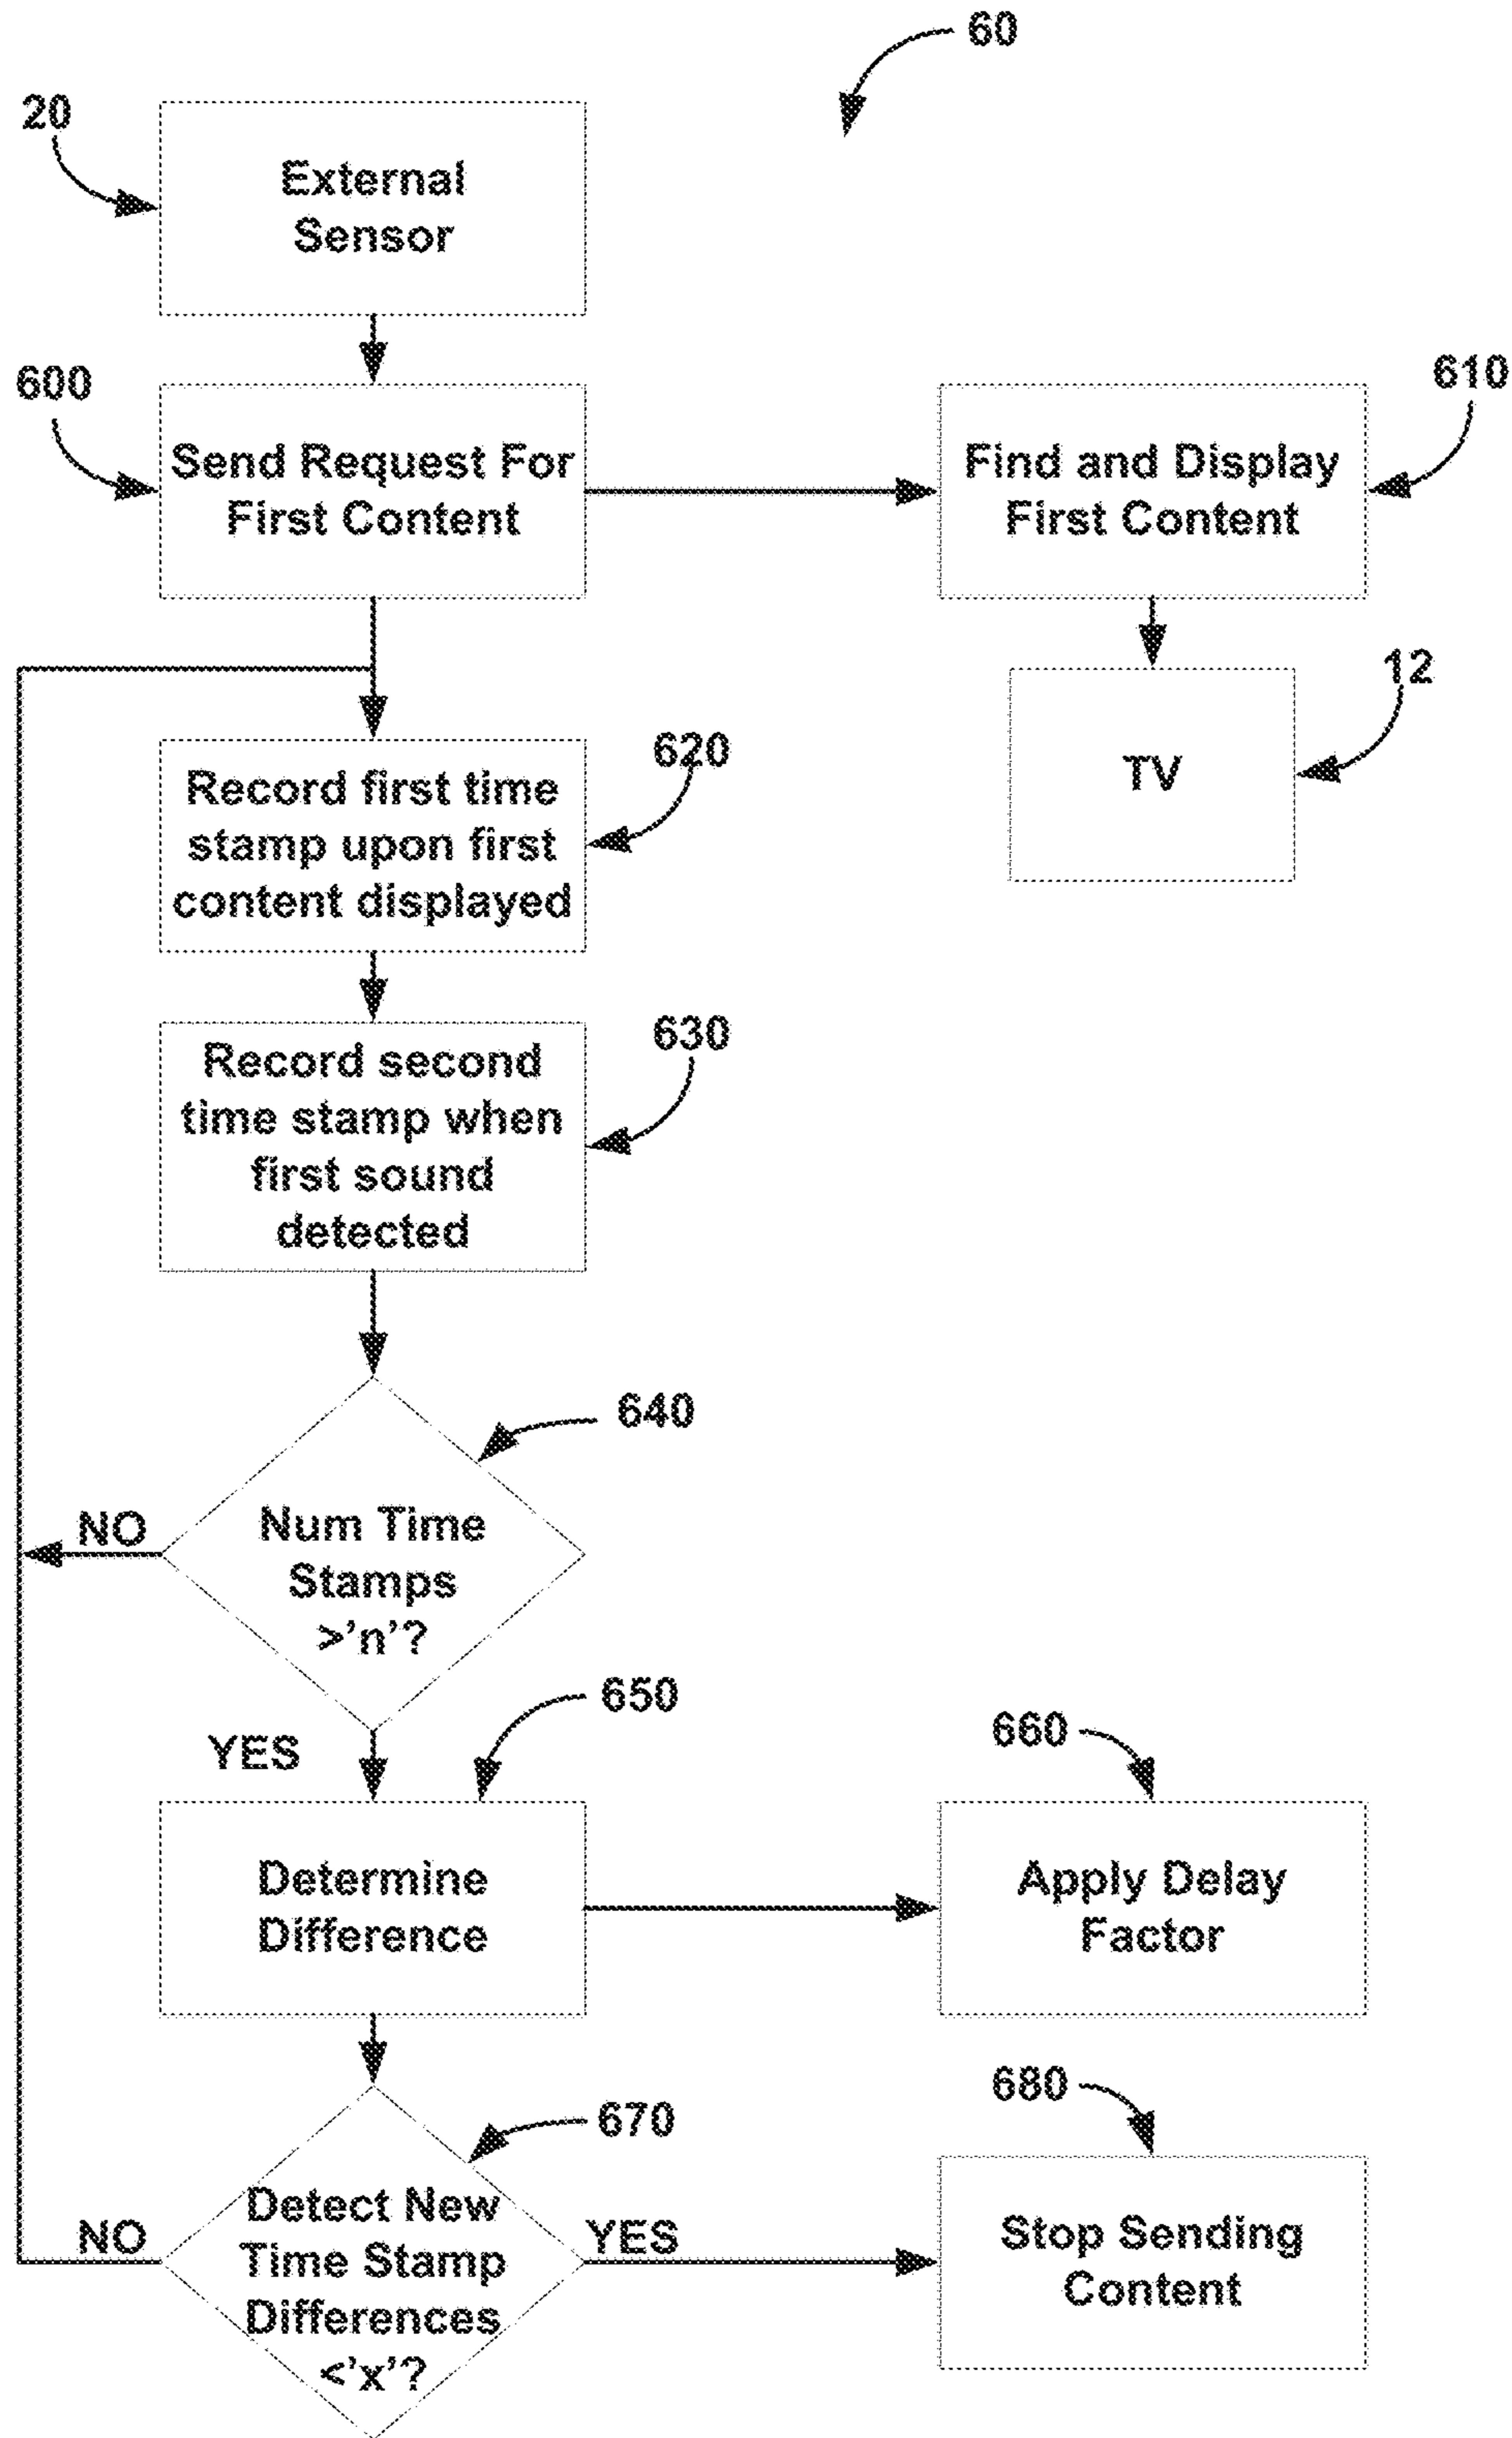 60
20
External
Sensor
600
Send Request For
First Content
610
Find and Display
First Content
12
TV
620
Record first time
stamp upon first
content displayed
630
Record second
time stamp when
first sound
detected
640
Num Time
Stamps
>’n’?
NO
YES
650
Determine
Difference
660
Apply Delay
Factor
670
Detect New
Time Stamp
Differences
<’x’?
NO
YES
680
Stop Sending
Content